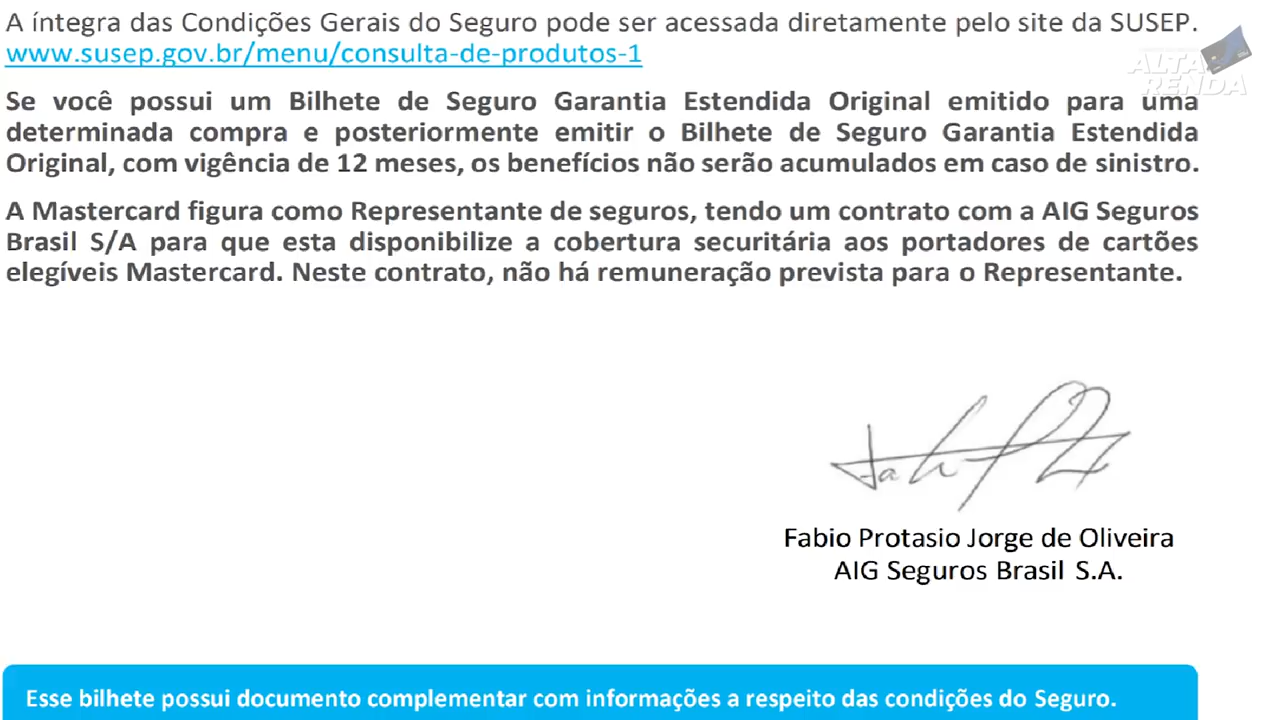 A íntegra das Condições Gerais do Seguro pode ser acessada diretamente pelo site da SUSEP.
www.susep.gov.br/menu/consulta-de-produtos-1
ALTA
RENDA
Se você possui um Bilhete de Seguro Garantia Estendida Original emitido para uma
determinada compra e posteriormente emitir o Bilhete de Seguro Garantia Estendida
Original, com vigência de 12 meses, os benefícios não serão acumulados em caso de sinistro.
A Mastercard figura como Representante de seguros, tendo um contrato com a AIG Seguros
Brasil S/A para que esta disponibilize a cobertura securitária aos portadores de cartões
elegíveis Mastercard. Neste contrato, não há remuneração prevista para o Representante.
Fabio Protasio Jorge de Oliveira
AIG Seguros Brasil S.A.
Esse bilhete possui documento complementar com informações a respeito das condições do Seguro.